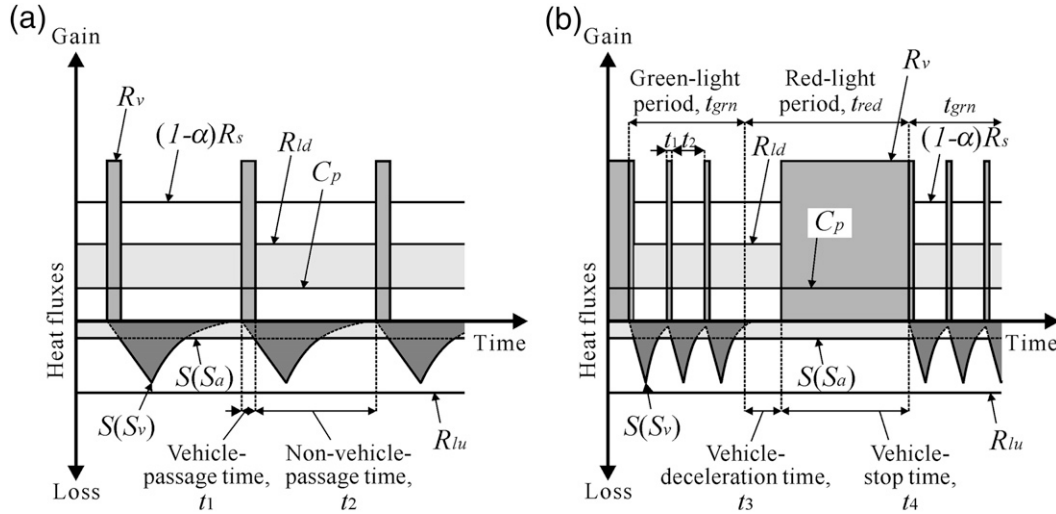 (a)
Gain
Rv
(1-α)Rs
Rld
Cp
Heat fluxes
Time
S(Sa)
S(Sv)
Rlu
Vehicle-
passage time,
t1
Non-vehicle-
passage time,
t2
Loss
(b)
Gain
Green-light
period, tgrn
Red-light
period, tred
Rv
tgrn
t1 t2
Rld
(1-α)Rs
Cp
Heat fluxes
Time
S(Sa)
S(Sv)
Rlu
Vehicle-
deceleration time,
t3
Vehicle-
stop time,
t4
Loss